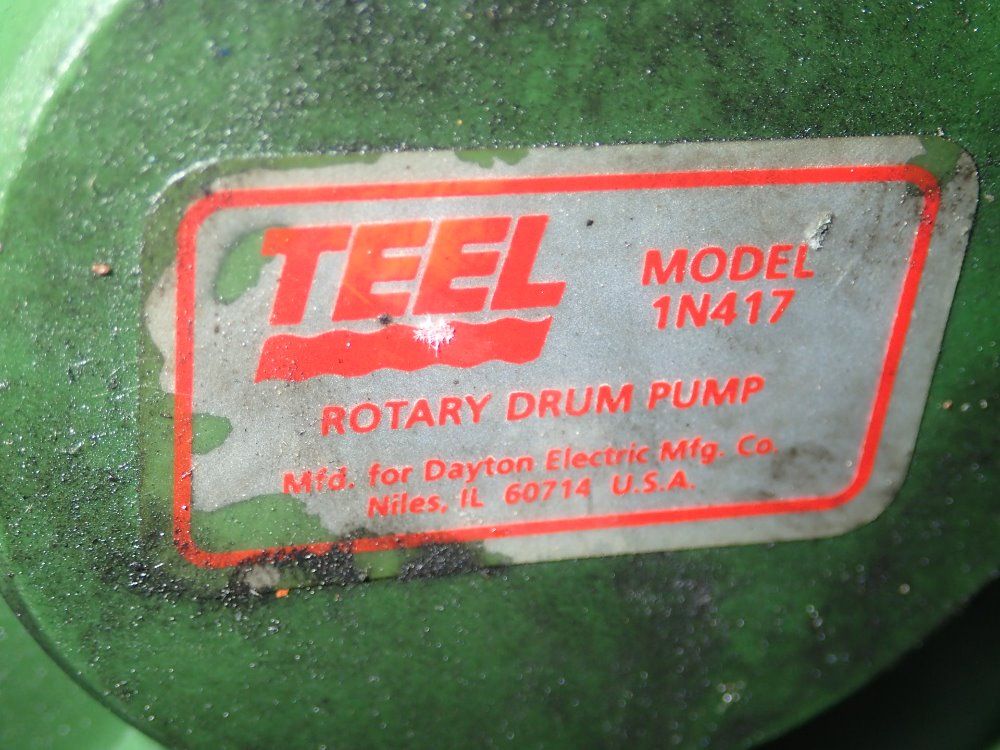 TEEL
MODEL
1N417
ROTARY DRUM PUMP
Mfd. for Dayton Electric Mfg. Co.
Niles, IL 60714 U.S.A.